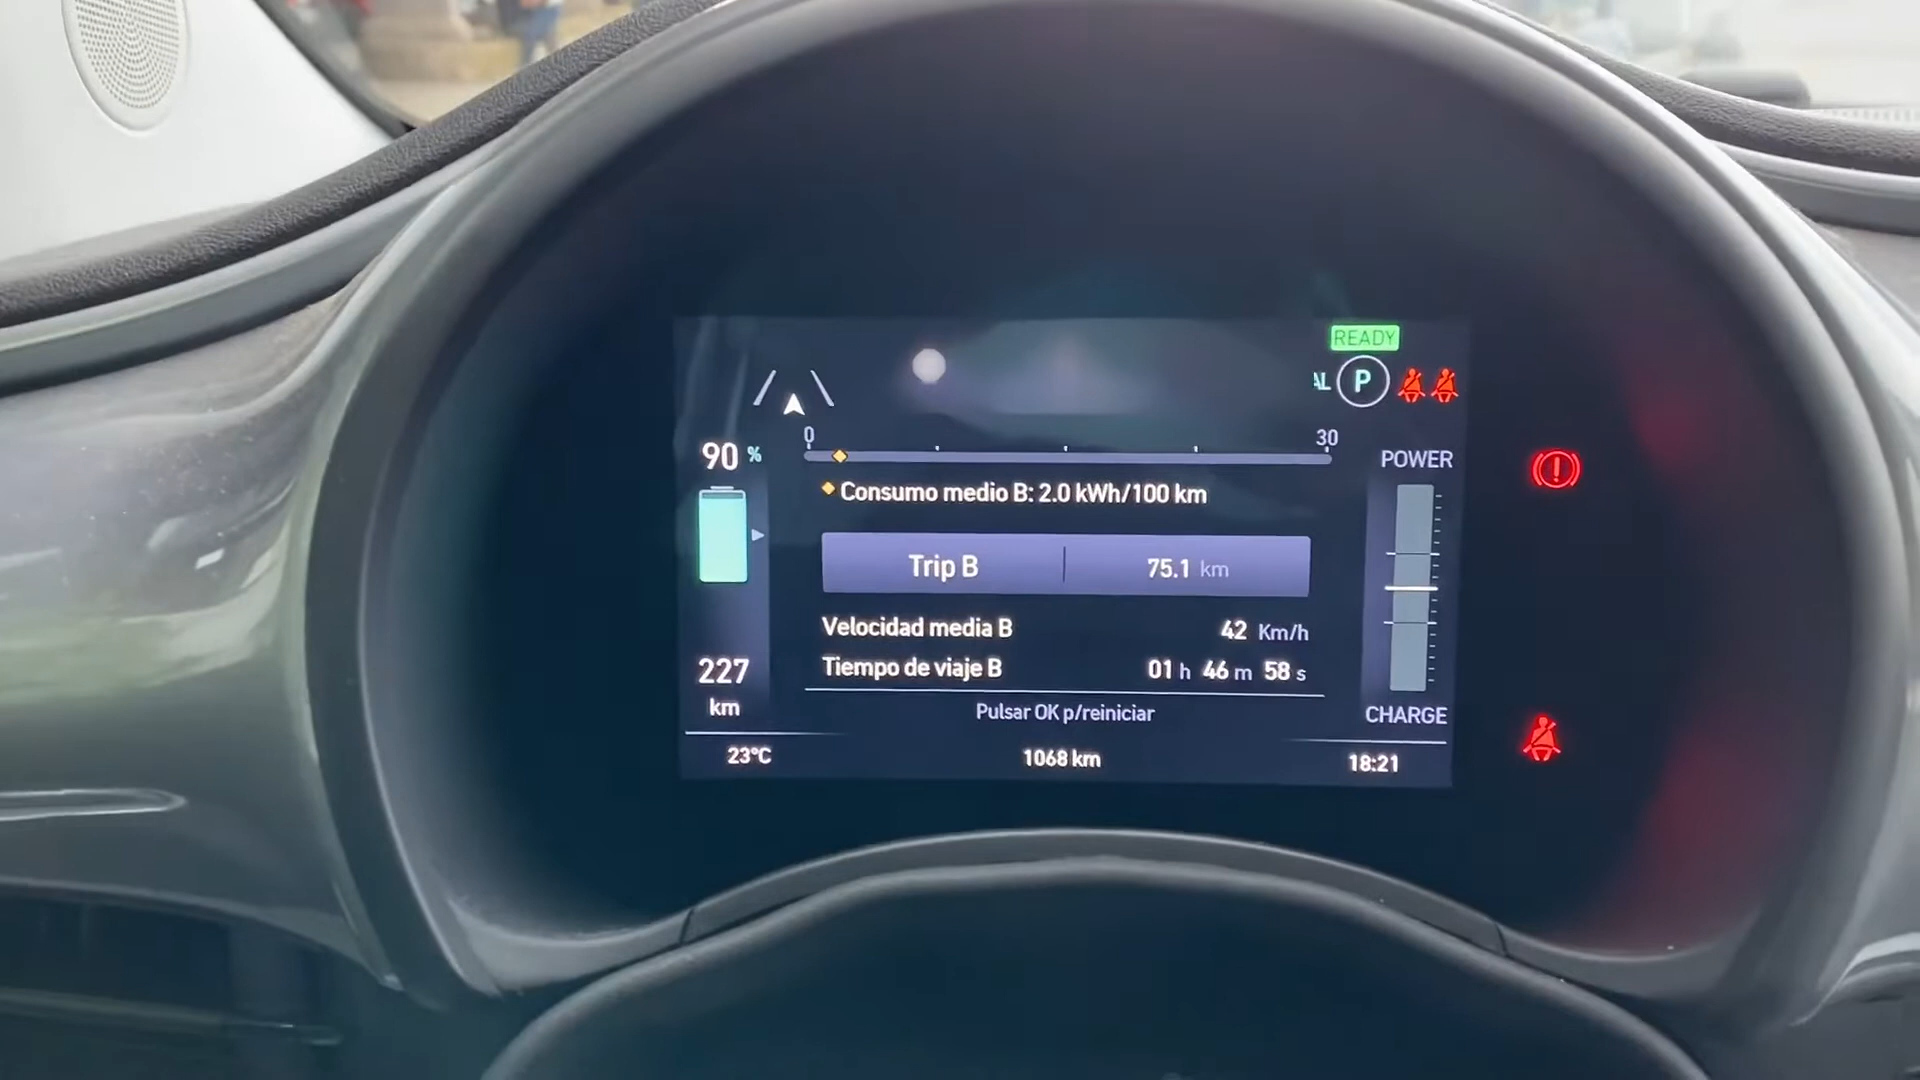 READY
AL P
90 %
0 30
POWER
Consumo medio B: 2.0 kWh/100 km
Trip B 75.1 km
Velocidad media B 42 Km/h
Tiempo de viaje B 01 h 46 m 58 s
227
km
Pulsar OK p/reiniciar
CHARGE
23°C 1068 km 18:21